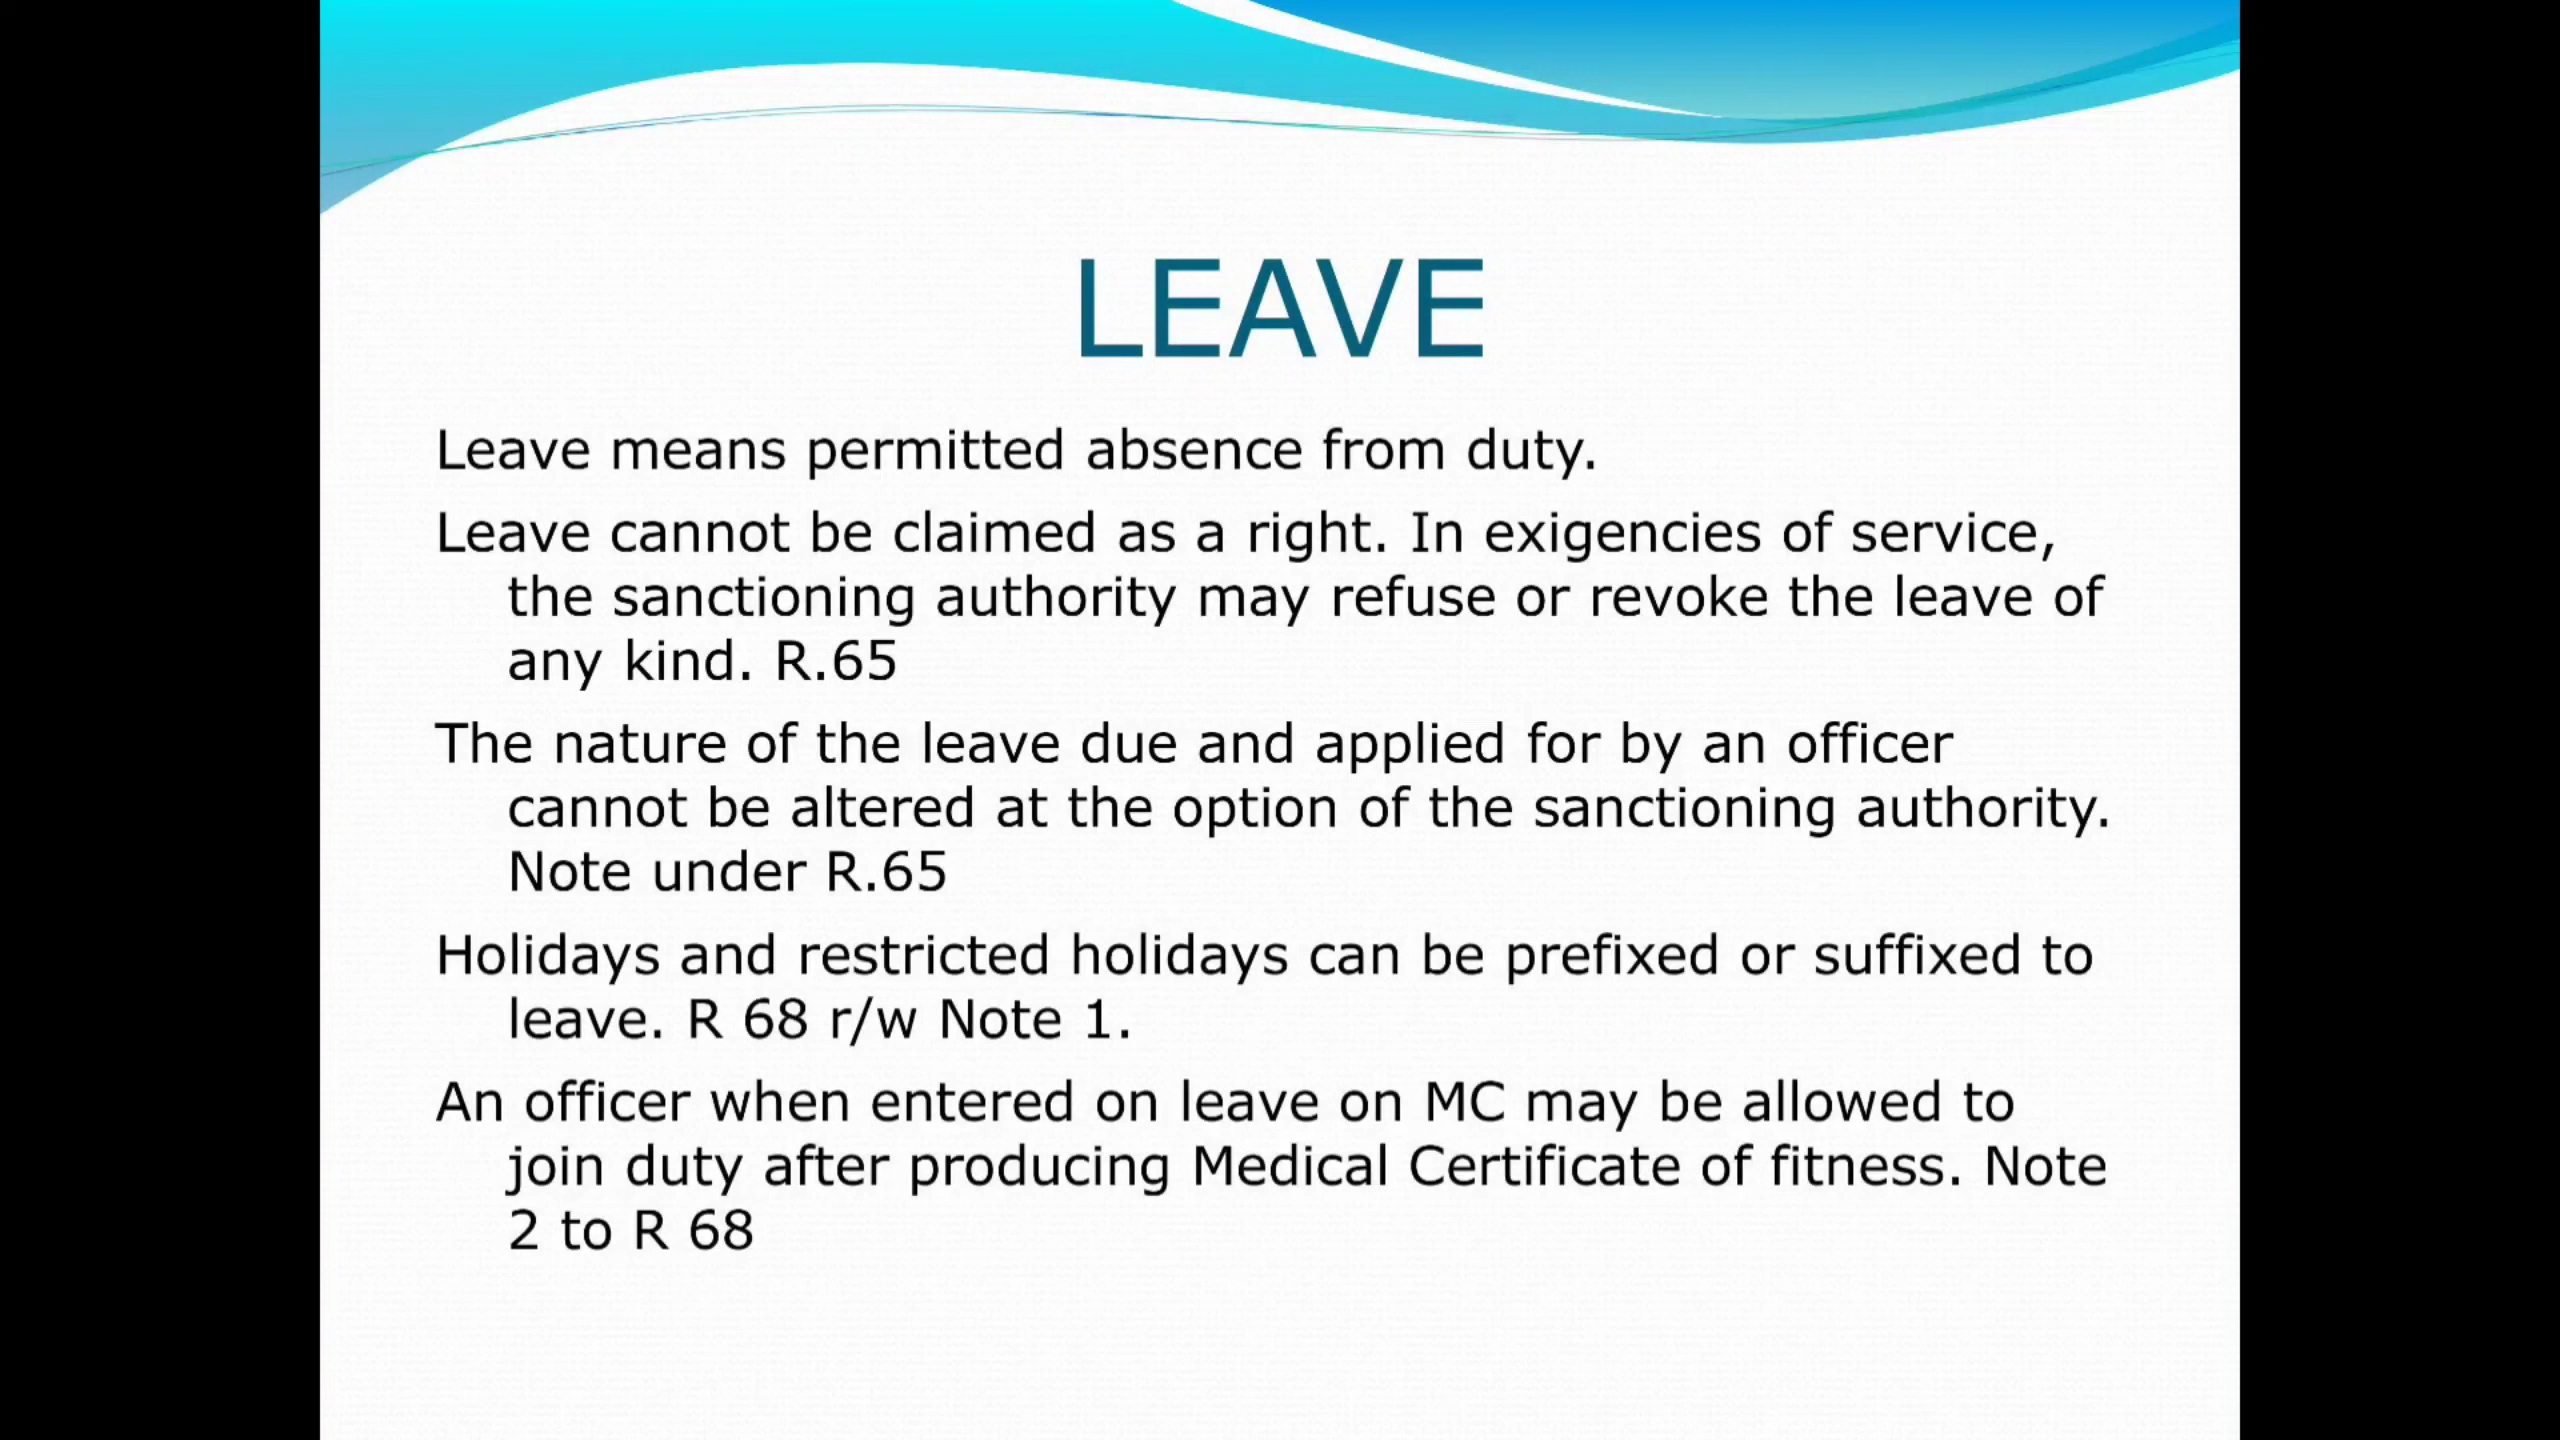 LEAVE
Leave means permitted absence from duty.
Leave cannot be claimed as a right. In exigencies of service,
the sanctioning authority may refuse or revoke the leave of
any kind. R.65
The nature of the leave due and applied for by an officer
cannot be altered at the option of the sanctioning authority.
Note under R.65
Holidays and restricted holidays can be prefixed or suffixed to
leave. R 68 r/w Note 1.
An officer when entered on leave on MC may be allowed to
join duty after producing Medical Certificate of fitness. Note
2 to R 68